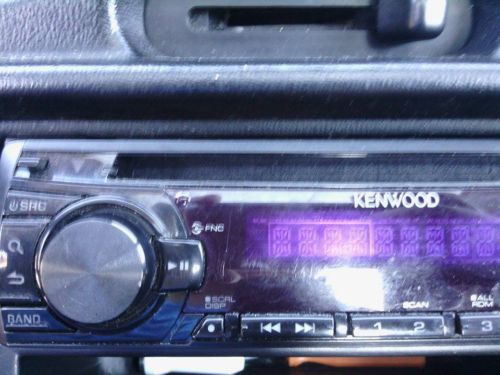 SRC
KENWOOD
FNC
SCRL
DISP
SCAN
ALL
RDM
BAND
1 2 3